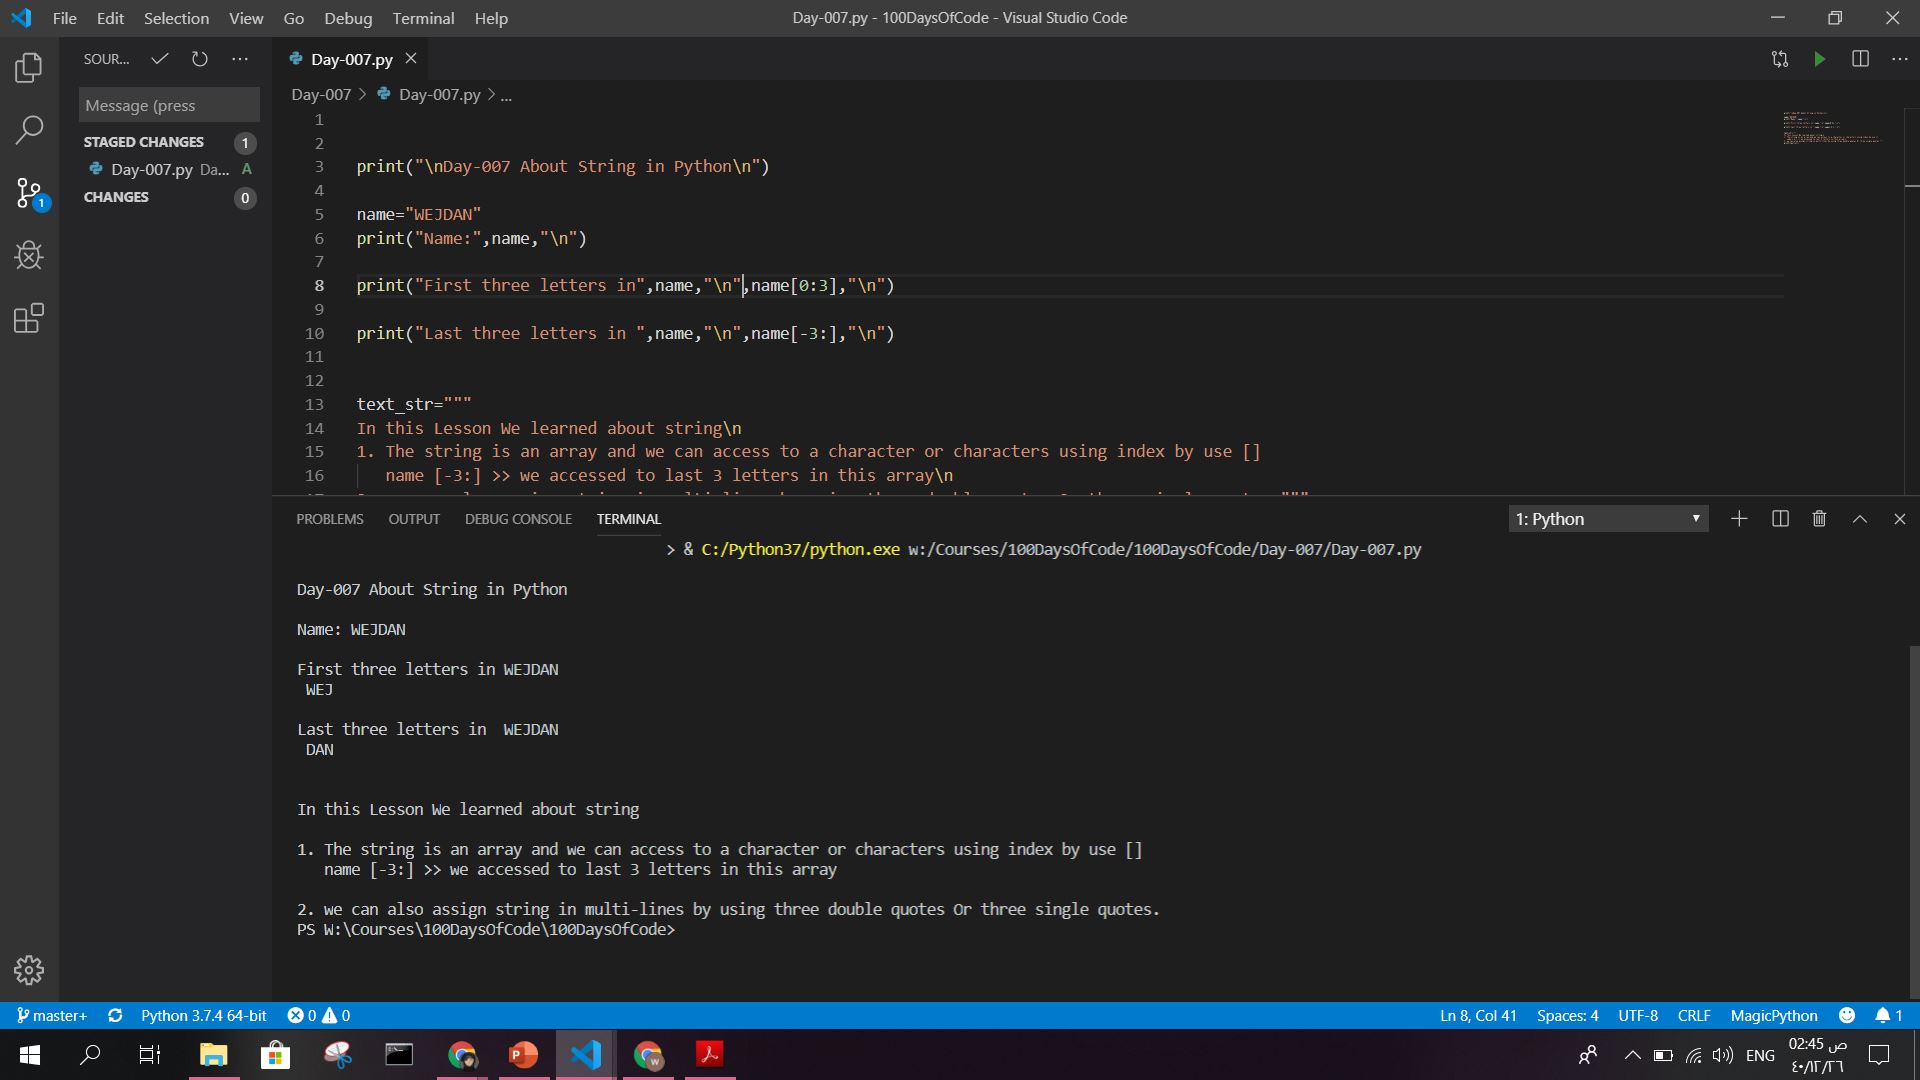 File Edit Selection View Go Debug Terminal Help
Day-007.py - 100DaysOfCode - Visual Studio Code
SOUR...
Day-007.py
Message (press
Day-007 > Day-007.py > ...
STAGED CHANGES 1
Day-007.py Da... A
CHANGES 0
1
1
2
3 print("\nDay-007 About String in Python\n")
4
5 name="WEJDAN"
6 print("Name:",name,"\n")
7
8 print("First three letters in",name,"\n",name[0:3],"\n")
9
10 print("Last three letters in ",name,"\n",name[-3:],"\n")
11
12
13 text_str="""
14 In this Lesson We learned about string\n
15 1. The string is an array and we can access to a character or characters using index by use []
16 name [-3:] >> we accessed to last 3 letters in this array\n
PROBLEMS OUTPUT DEBUG CONSOLE TERMINAL
1: Python
> & C:/Python37/python.exe w:/Courses/100DaysOfCode/100DaysOfCode/Day-007/Day-007.py
Day-007 About String in Python
Name: WEJDAN
First three letters in WEJDAN
WEJ
Last three letters in  WEJDAN
DAN
In this Lesson We learned about string
1. The string is an array and we can access to a character or characters using index by use []
name [-3:] >> we accessed to last 3 letters in this array
2. we can also assign string in multi-lines by using three double quotes Or three single quotes.
PS W:\Courses\100DaysOfCode\100DaysOfCode>
master+ Python 3.7.4 64-bit 0 0
Ln 8, Col 41 Spaces: 4 UTF-8 CRLF MagicPython 1
ENG
02:45 ص
٤٠/١٢/٢٦